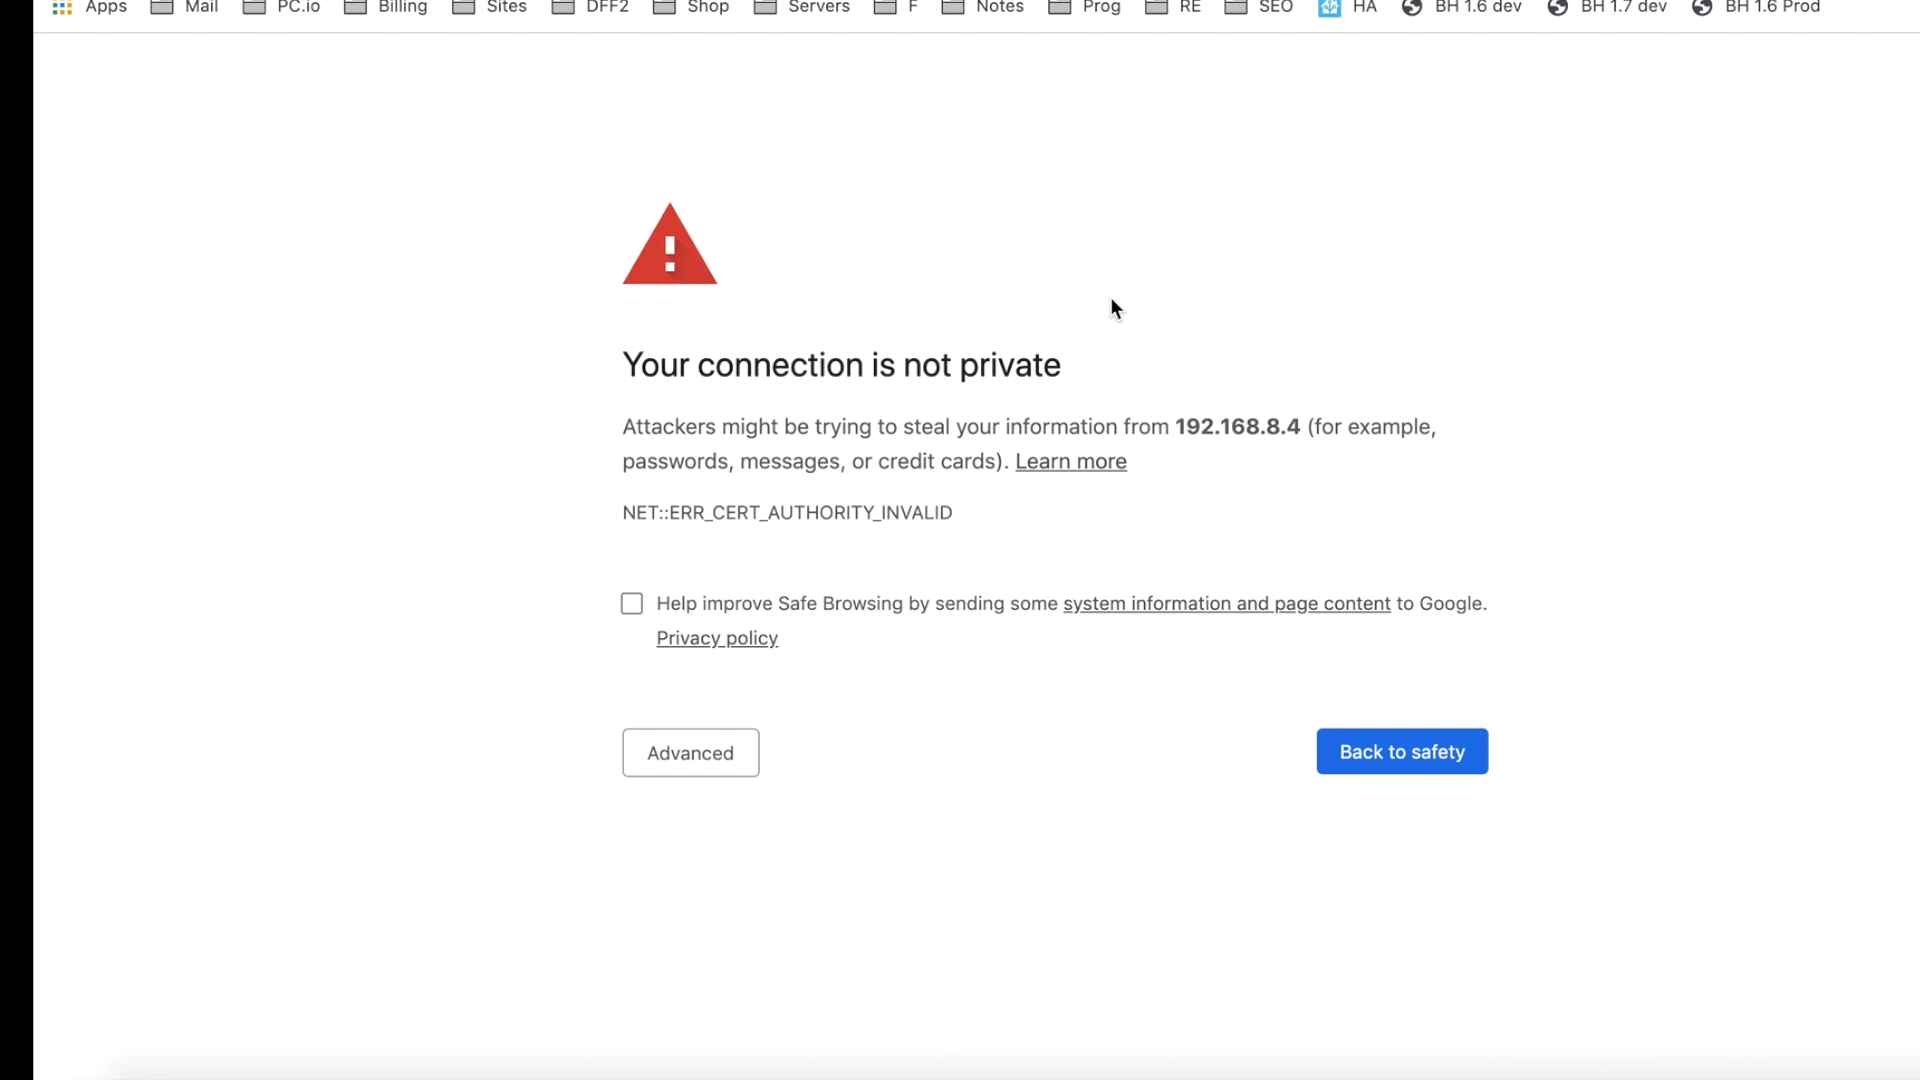 Apps Mail PC.io Billing Sites DFF2 Shop Servers F Notes Prog RE SEO HA BH 1.6 dev BH 1.7 dev BH 1.6 Prod
Your connection is not private
Attackers might be trying to steal your information from 192.168.8.4 (for example,
passwords, messages, or credit cards). Learn more
NET::ERR_CERT_AUTHORITY_INVALID
Help improve Safe Browsing by sending some system information and page content to Google.
Privacy policy
Advanced Back to safety